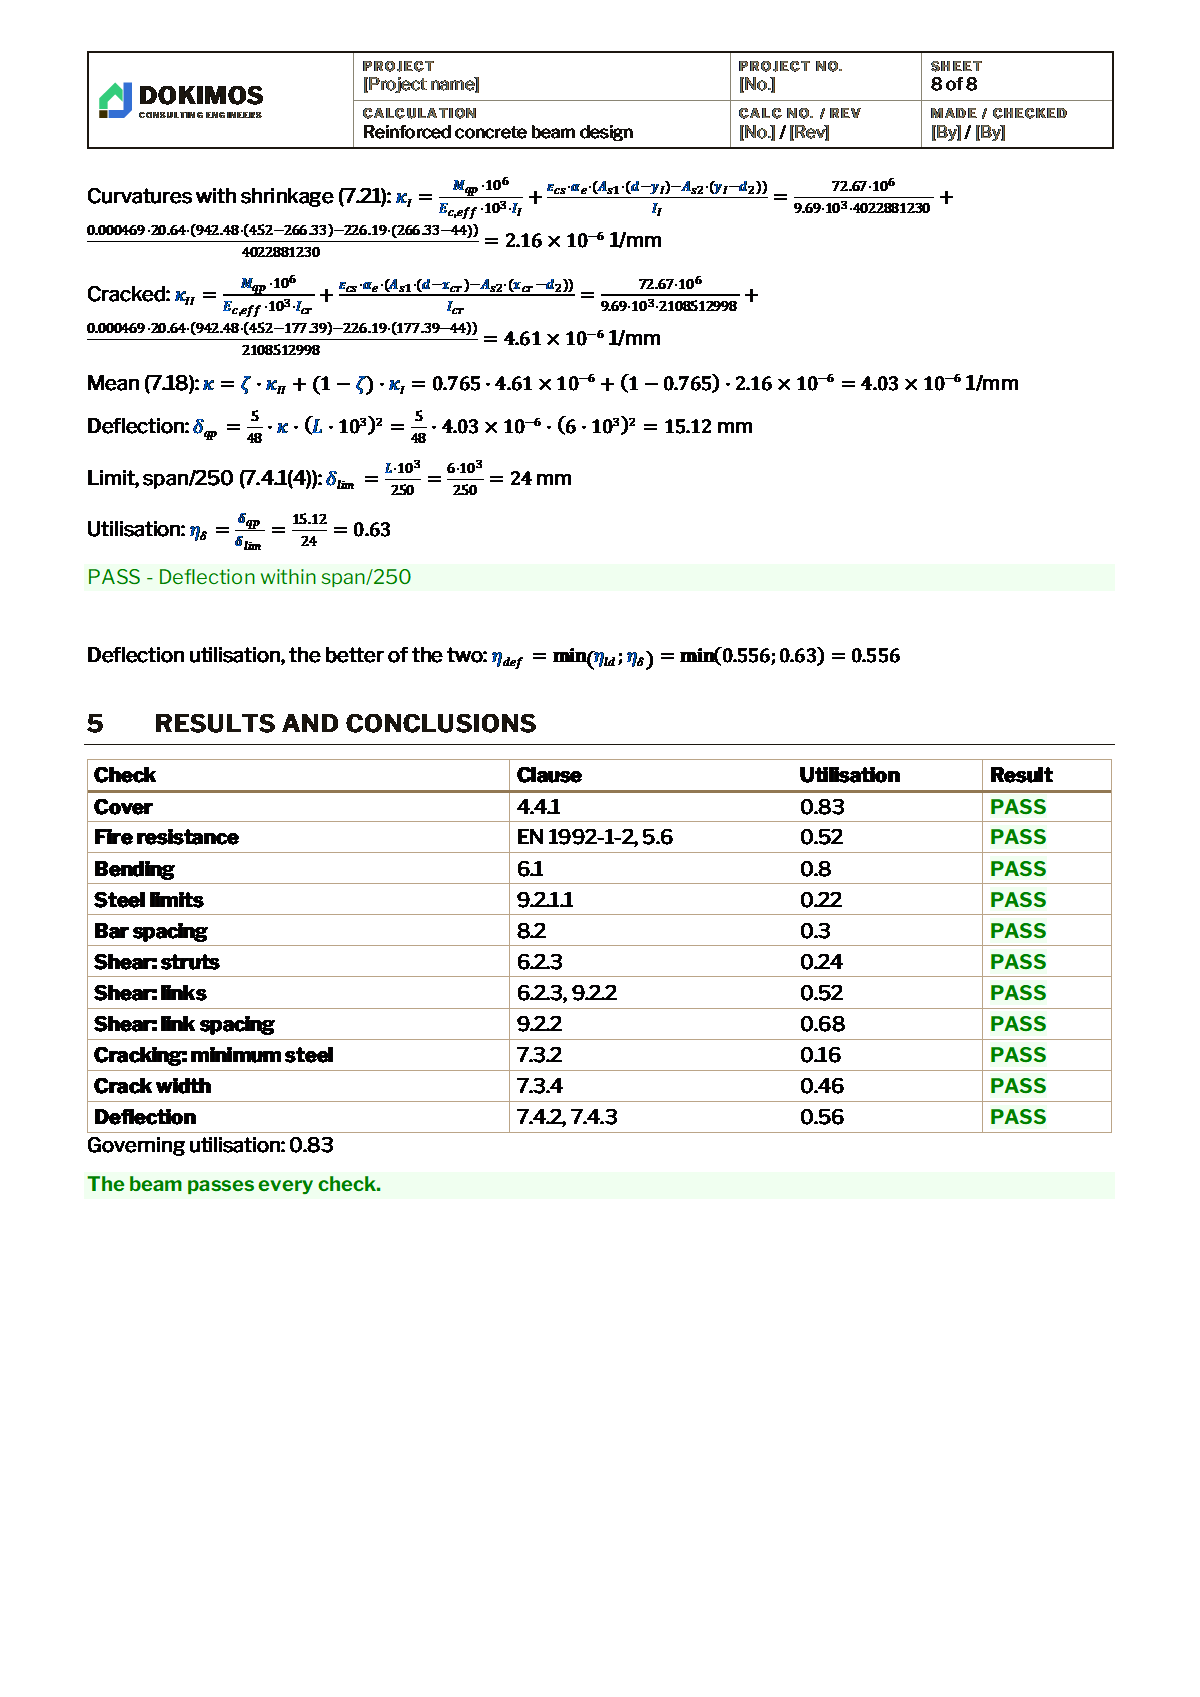 DOKIMOS
CONSULTING ENGINEERS
PROJECT
[Project name]
PROJECT NO.
[No.]
SHEET
8 of 8
CALCULATION
Reinforced concrete beam design
CALC NO. / REV
[No.] / [Rev]
MADE / CHECKED
[By] / [By]
Curvatures with shrinkage (7.21): κ_I = (M_qp·10⁶)/(E_c,eff·10³·I_I) + (ε_cs·α_e·(A_s1·(d−y_I)−A_s2·(y_I−d_2)))/I_I = (72.67·10⁶)/(9.69·10³·4022881230) +
(0.000469·20.64·(942.48·(452−266.33)−226.19·(266.33−44)))/4022881230 = 2.16 × 10⁻⁶ 1/mm
Cracked: κ_II = (M_qp·10⁶)/(E_c,eff·10³·I_cr) + (ε_cs·α_e·(A_s1·(d−x_cr)−A_s2·(x_cr−d_2)))/I_cr = (72.67·10⁶)/(9.69·10³·2108512998) +
(0.000469·20.64·(942.48·(452−177.39)−226.19·(177.39−44)))/2108512998 = 4.61 × 10⁻⁶ 1/mm
Mean (7.18): κ = ζ · κ_II + (1 − ζ) · κ_I = 0.765 · 4.61 × 10⁻⁶ + (1 − 0.765) · 2.16 × 10⁻⁶ = 4.03 × 10⁻⁶ 1/mm
Deflection: δ_qp = 5/48 · κ · (L · 10³)² = 5/48 · 4.03 × 10⁻⁶ · (6 · 10³)² = 15.12 mm
Limit, span/250 (7.4.1(4)): δ_lim = (L·10³)/250 = (6·10³)/250 = 24 mm
Utilisation: η_δ = δ_qp/δ_lim = 15.12/24 = 0.63
PASS - Deflection within span/250
Deflection utilisation, the better of the two: η_def = min(η_ld; η_δ) = min(0.556; 0.63) = 0.556
5 RESULTS AND CONCLUSIONS
Check Clause Utilisation Result
Cover 4.4.1 0.83 PASS
Fire resistance EN 1992-1-2, 5.6 0.52 PASS
Bending 6.1 0.8 PASS
Steel limits 9.2.1.1 0.22 PASS
Bar spacing 8.2 0.3 PASS
Shear: struts 6.2.3 0.24 PASS
Shear: links 6.2.3, 9.2.2 0.52 PASS
Shear: link spacing 9.2.2 0.68 PASS
Cracking: minimum steel 7.3.2 0.16 PASS
Crack width 7.3.4 0.46 PASS
Deflection 7.4.2, 7.4.3 0.56 PASS
Governing utilisation: 0.83
The beam passes every check.